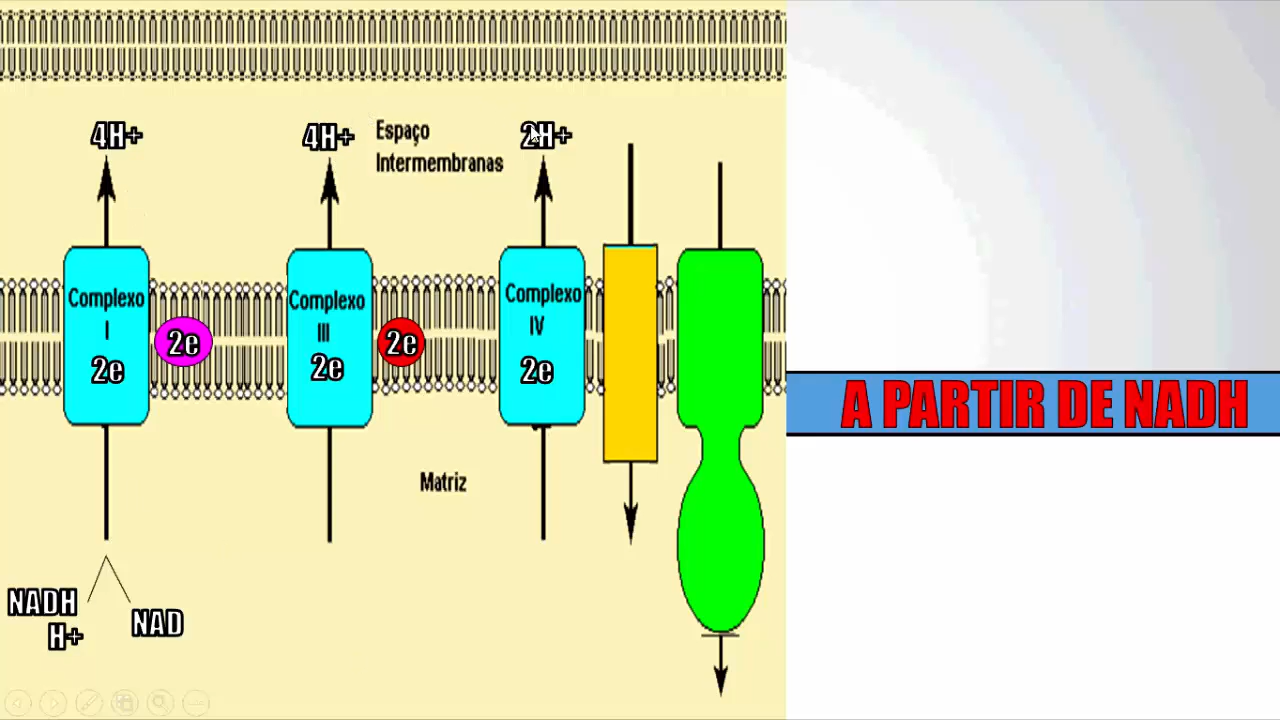 4H+
4H+
Espaço
Intermembranas
2H+
Complexo
I
2e
2e
Complexo
III
2e
2e
Complexo
IV
2e
A PARTIR DE NADH
Matriz
NADH
H+
NAD